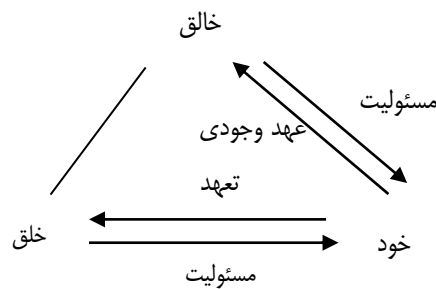 خالق
مسئولیت
عهد وجودی
تعهد
خود
خلق
مسئولیت